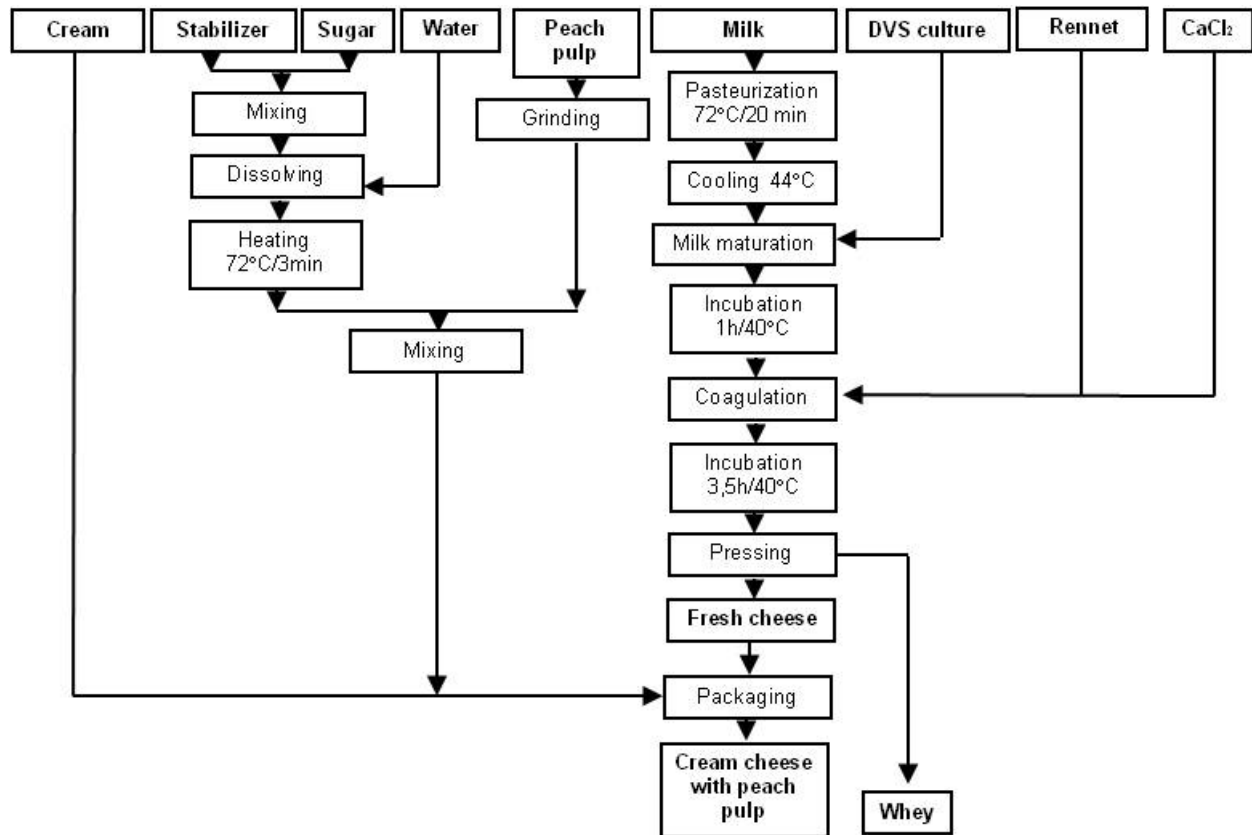 Cream
Stabilizer
Sugar
Water
Peach
pulp
Milk
DVS culture
Rennet
CaCl₂
Mixing
Dissolving
Heating
72°C/3min
Grinding
Mixing
Pasteurization
72°C/20 min
Cooling 44°C
Milk maturation
Incubation
1h/40°C
Coagulation
Incubation
3,5h/40°C
Pressing
Fresh cheese
Packaging
Cream cheese
with peach
pulp
Whey